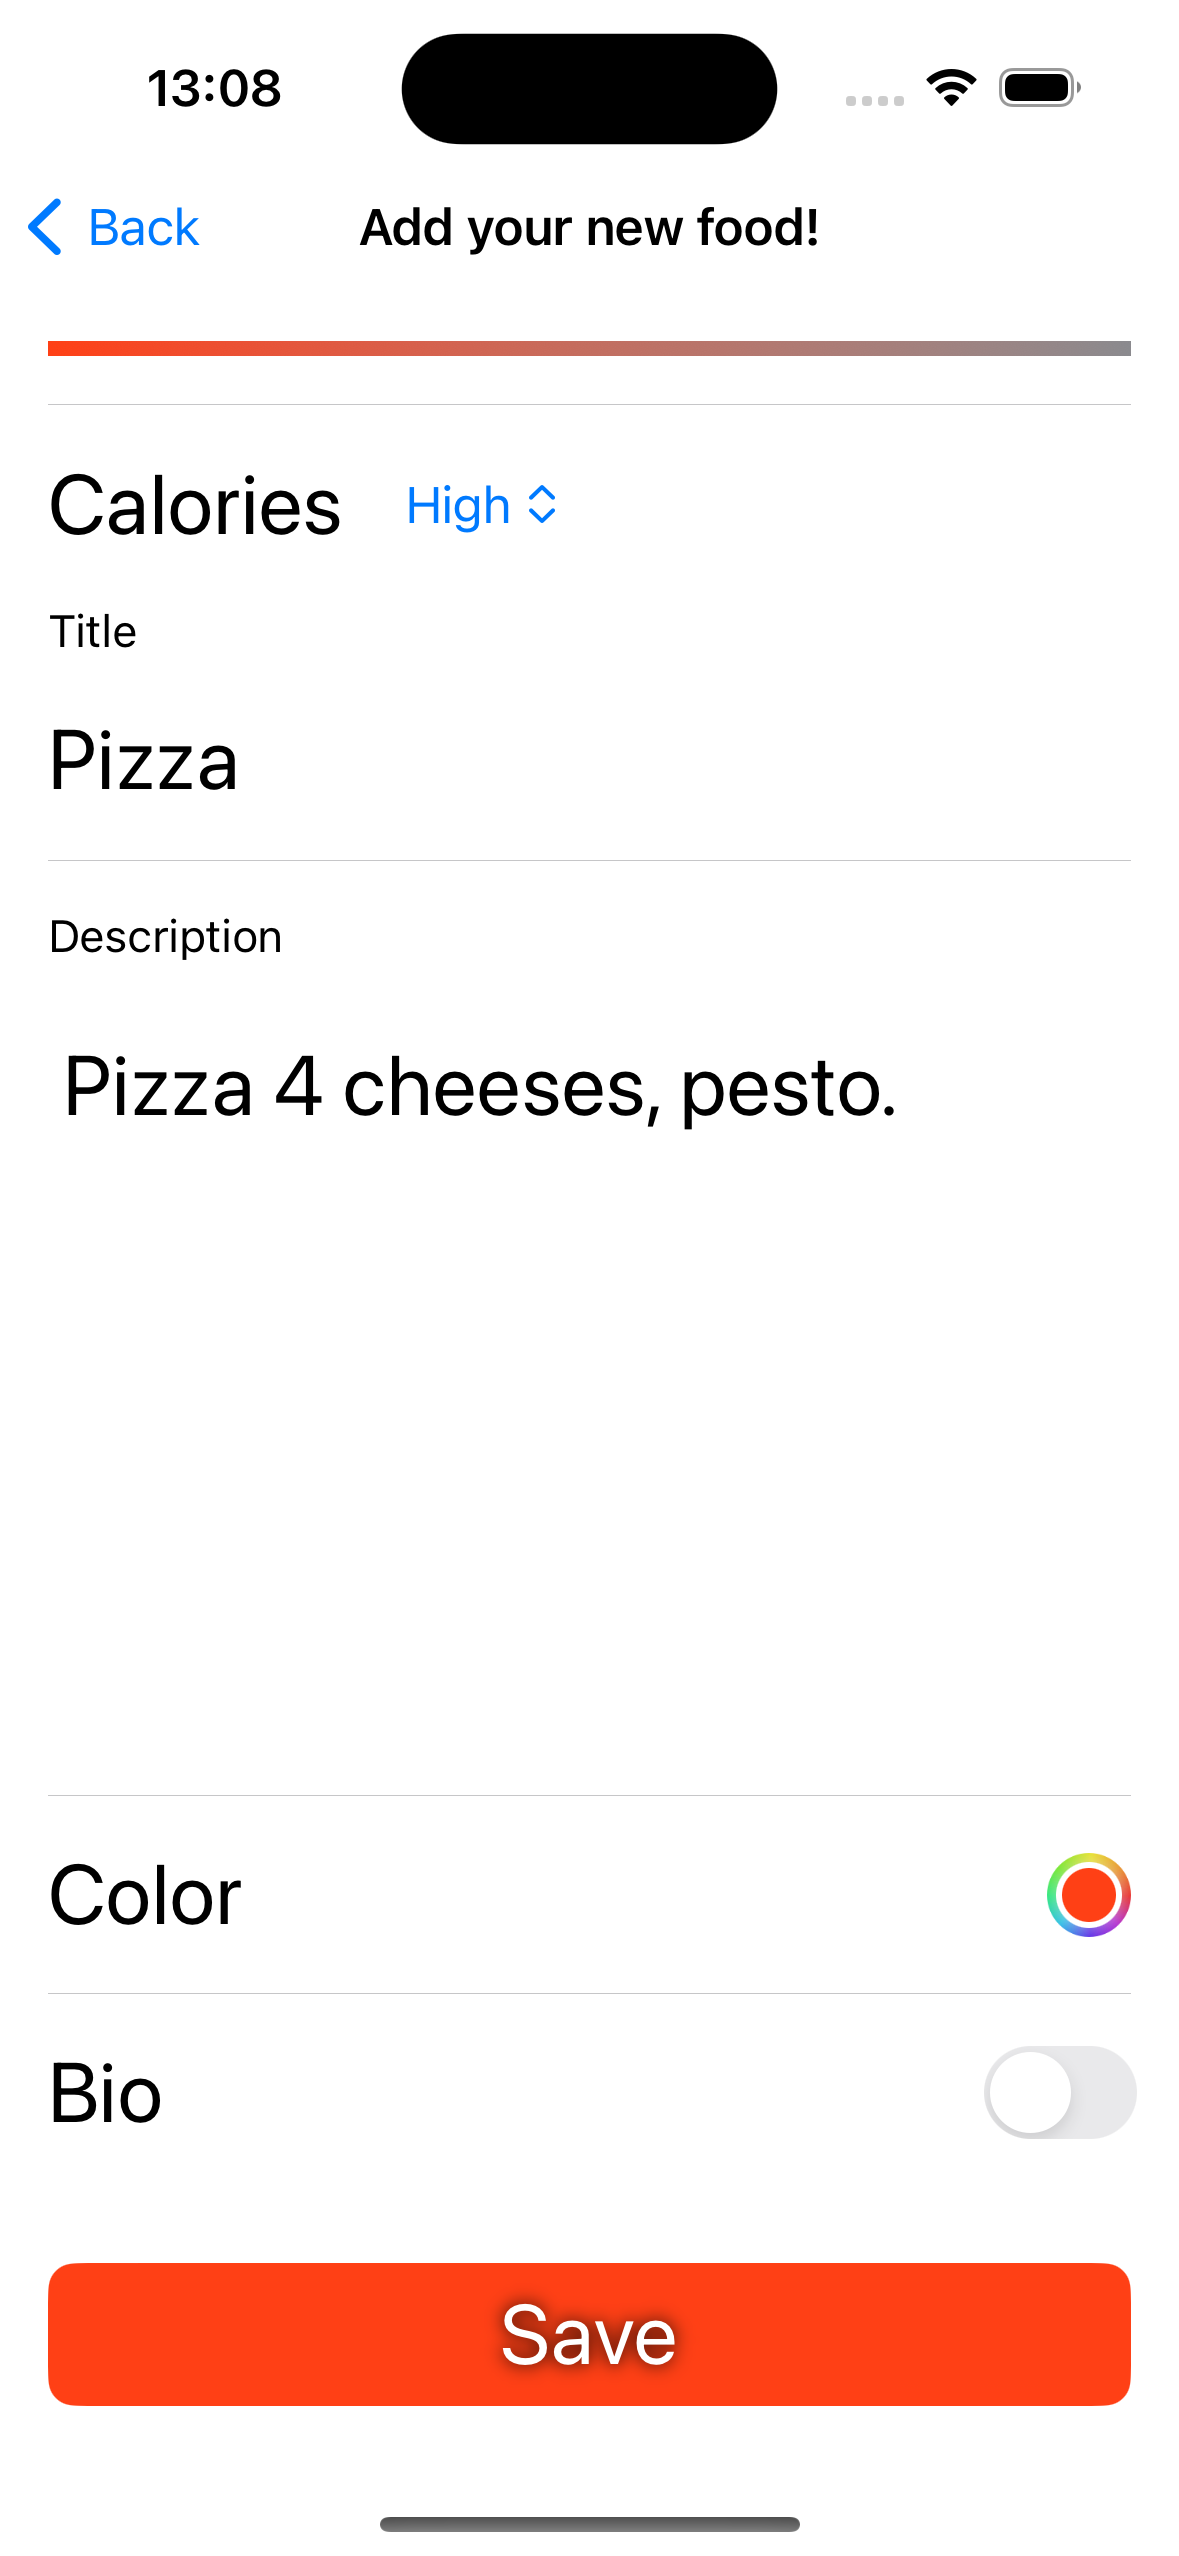 13:08
Back
Add your new food!
Calories High
Title
Pizza
Description
Pizza 4 cheeses, pesto.
Color
Bio
Save